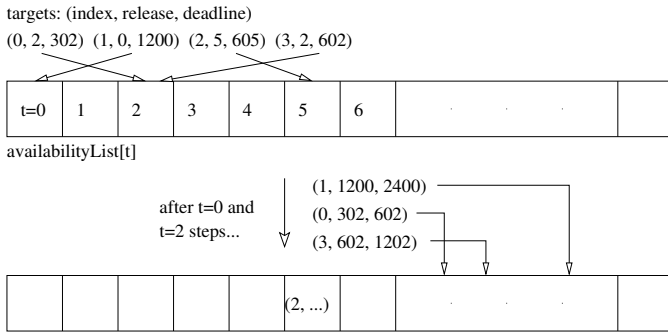 targets: (index, release, deadline)
(0, 2, 302) (1, 0, 1200) (2, 5, 605) (3, 2, 602)
t=0 1 2 3 4 5 6 . . .
availabilityList[t]
(1, 1200, 2400)
after t=0 and
(0, 302, 602)
t=2 steps...
(3, 602, 1202)
(2, ...) . . .